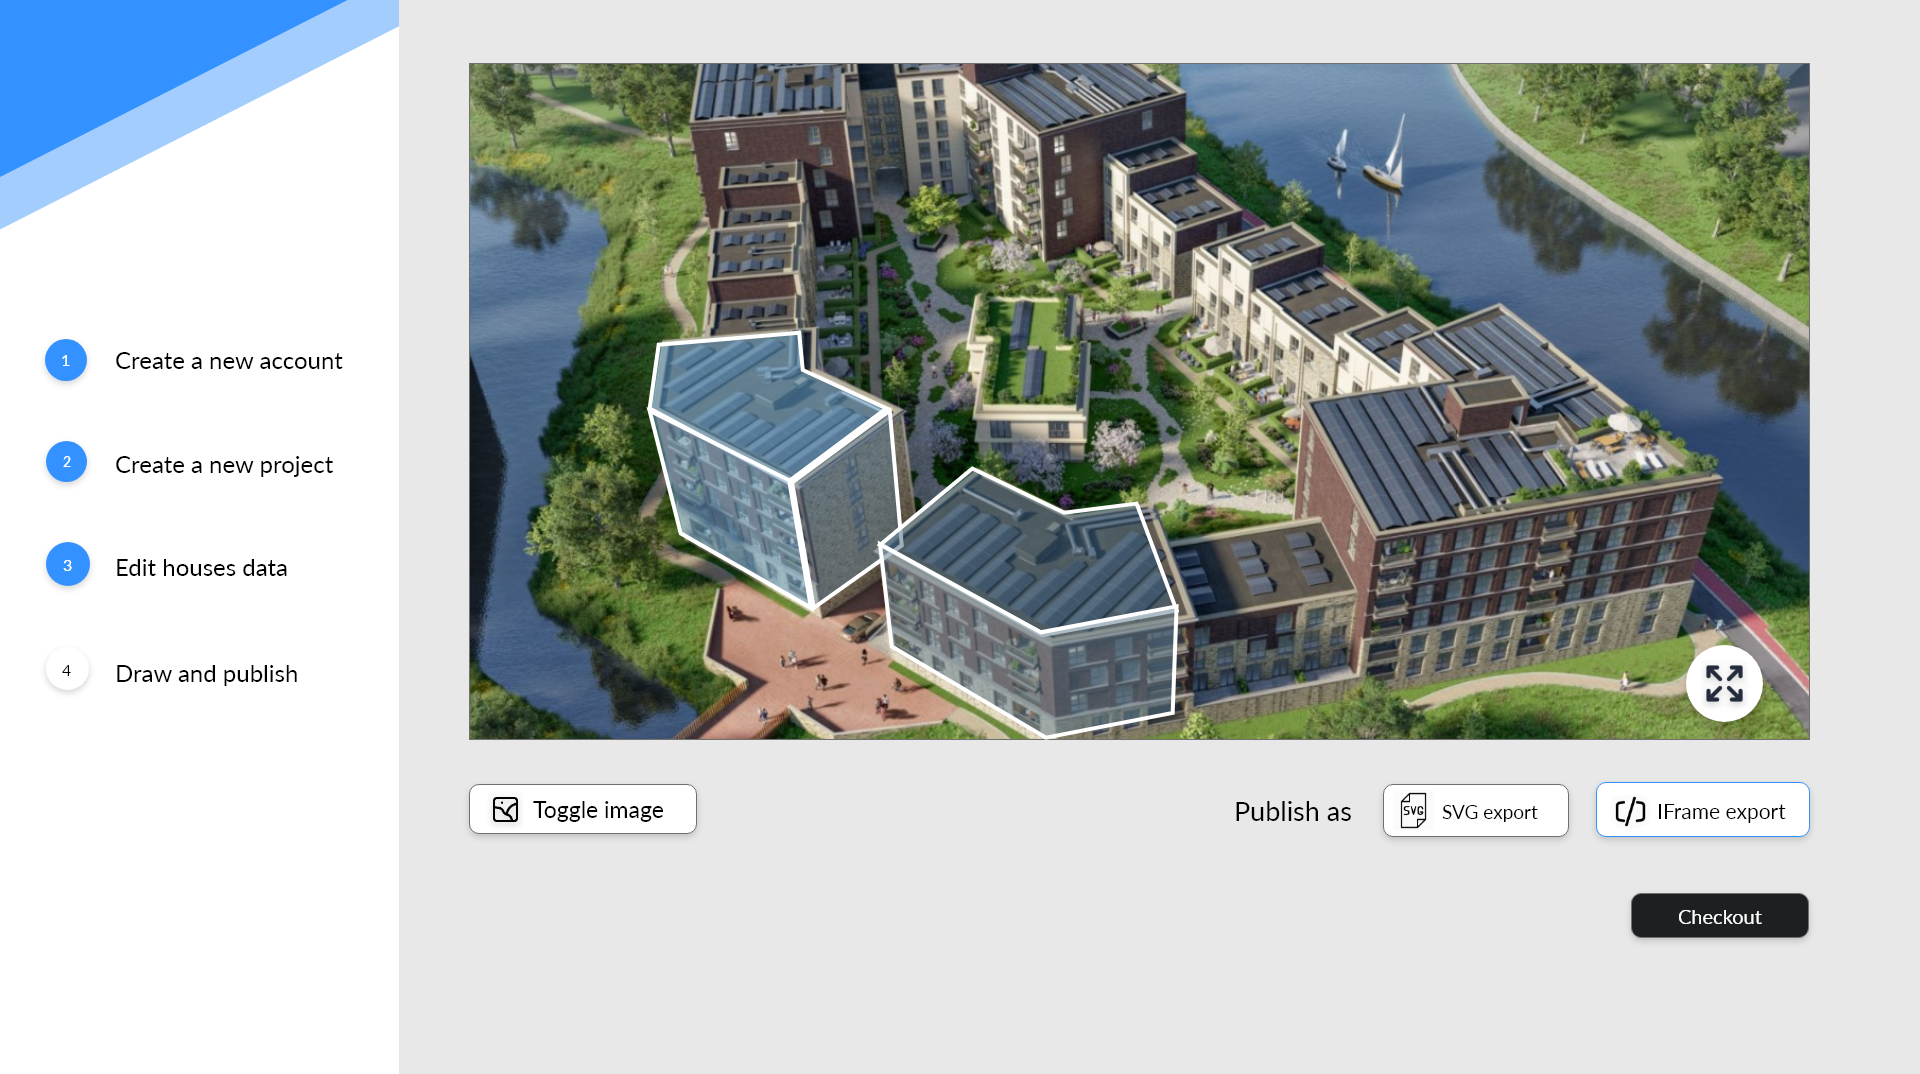 1 Create a new account
2 Create a new project
3 Edit houses data
4 Draw and publish
Toggle image
Publish as
SVG
SVG export
IFrame export
Checkout